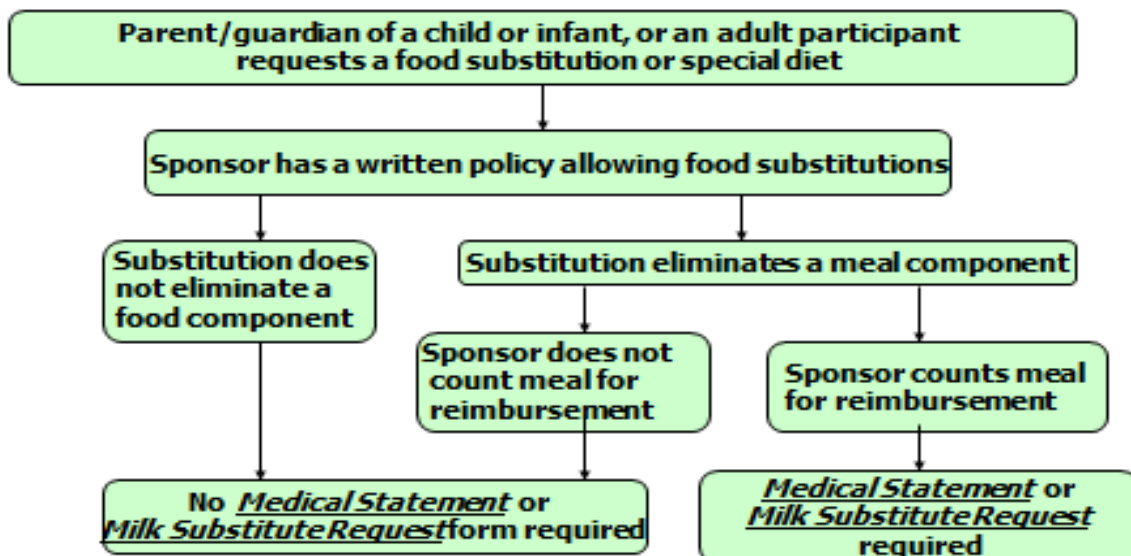 Parent/guardian of a child or infant, or an adult participant
requests a food substitution or special diet
Sponsor has a written policy allowing food substitutions
Substitution does
not eliminate a
food component
Substitution eliminates a meal component
Sponsor does not
count meal for
reimbursement
Sponsor counts meal
for reimbursement
No Medical Statement or
Milk Substitute Request form required
Medical Statement or
Milk Substitute Request
required